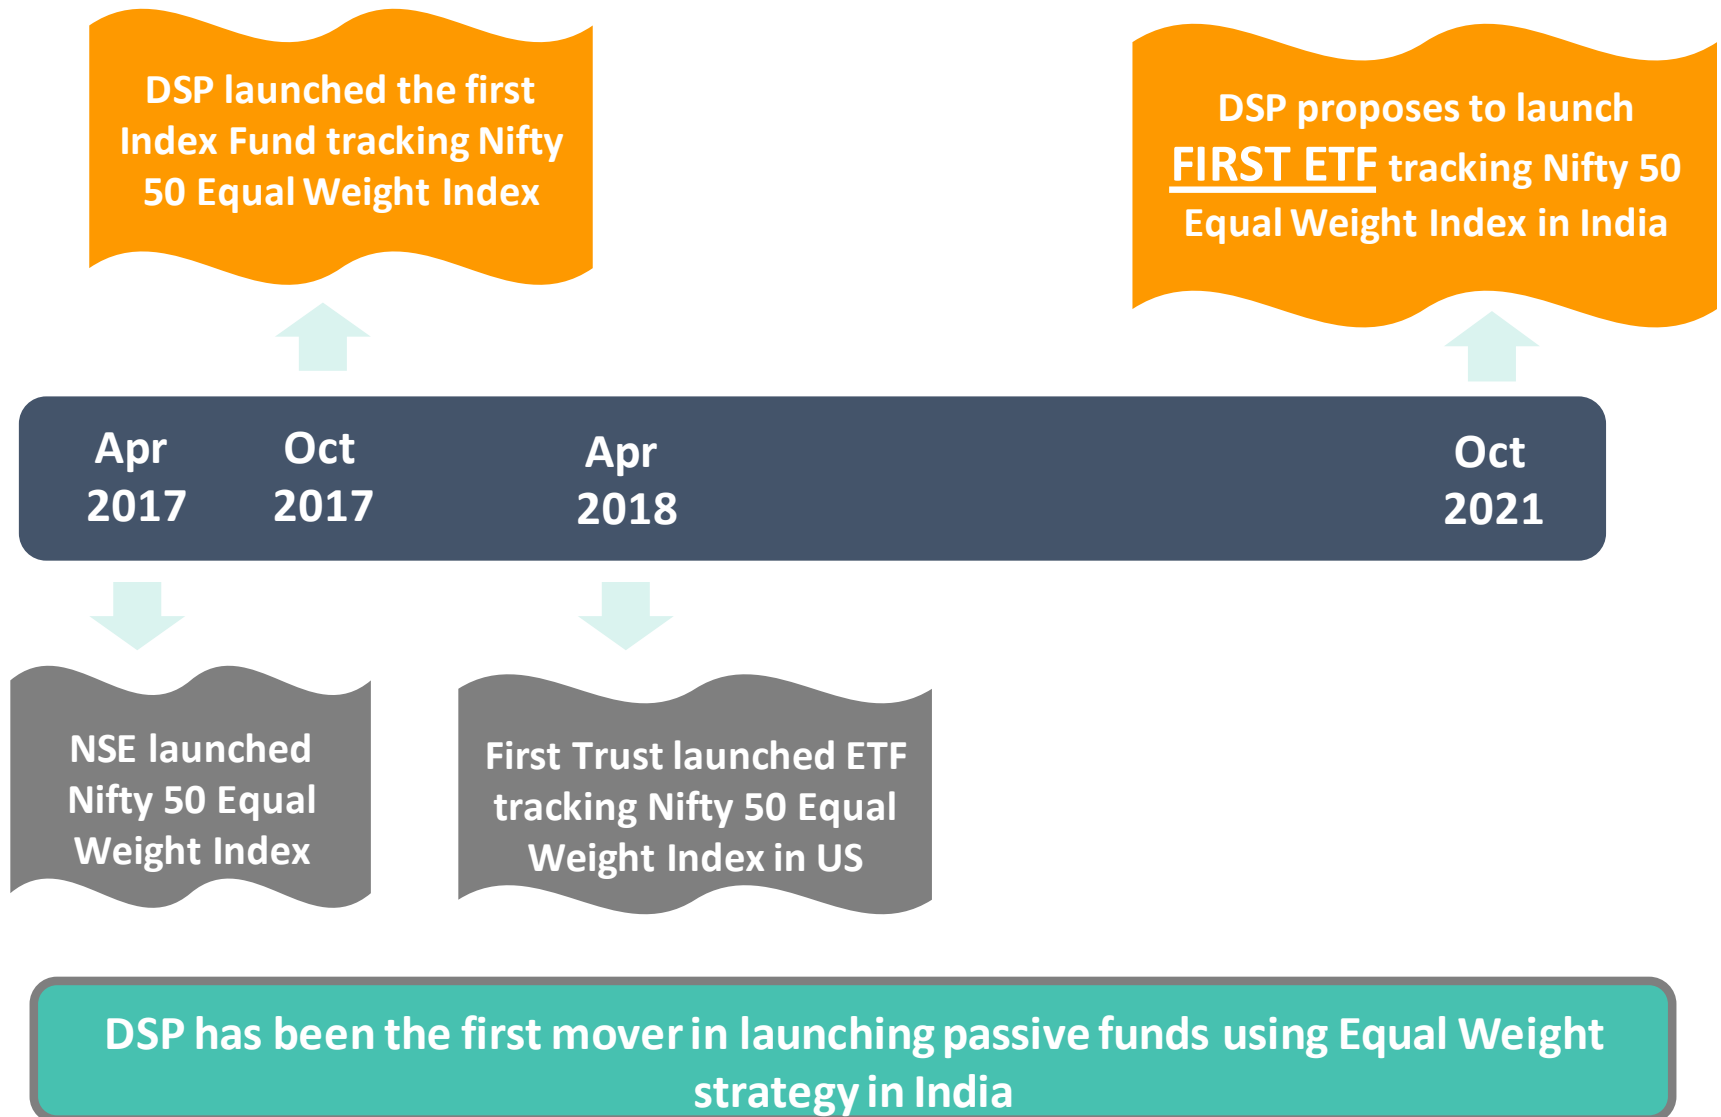 DSP launched the first
Index Fund tracking Nifty
50 Equal Weight Index
DSP proposes to launch
FIRST ETF tracking Nifty 50
Equal Weight Index in India
Apr
2017
Oct
2017
Apr
2018
Oct
2021
NSE launched
Nifty 50 Equal
Weight Index
First Trust launched ETF
tracking Nifty 50 Equal
Weight Index in US
DSP has been the first mover in launching passive funds using Equal Weight
strategy in India